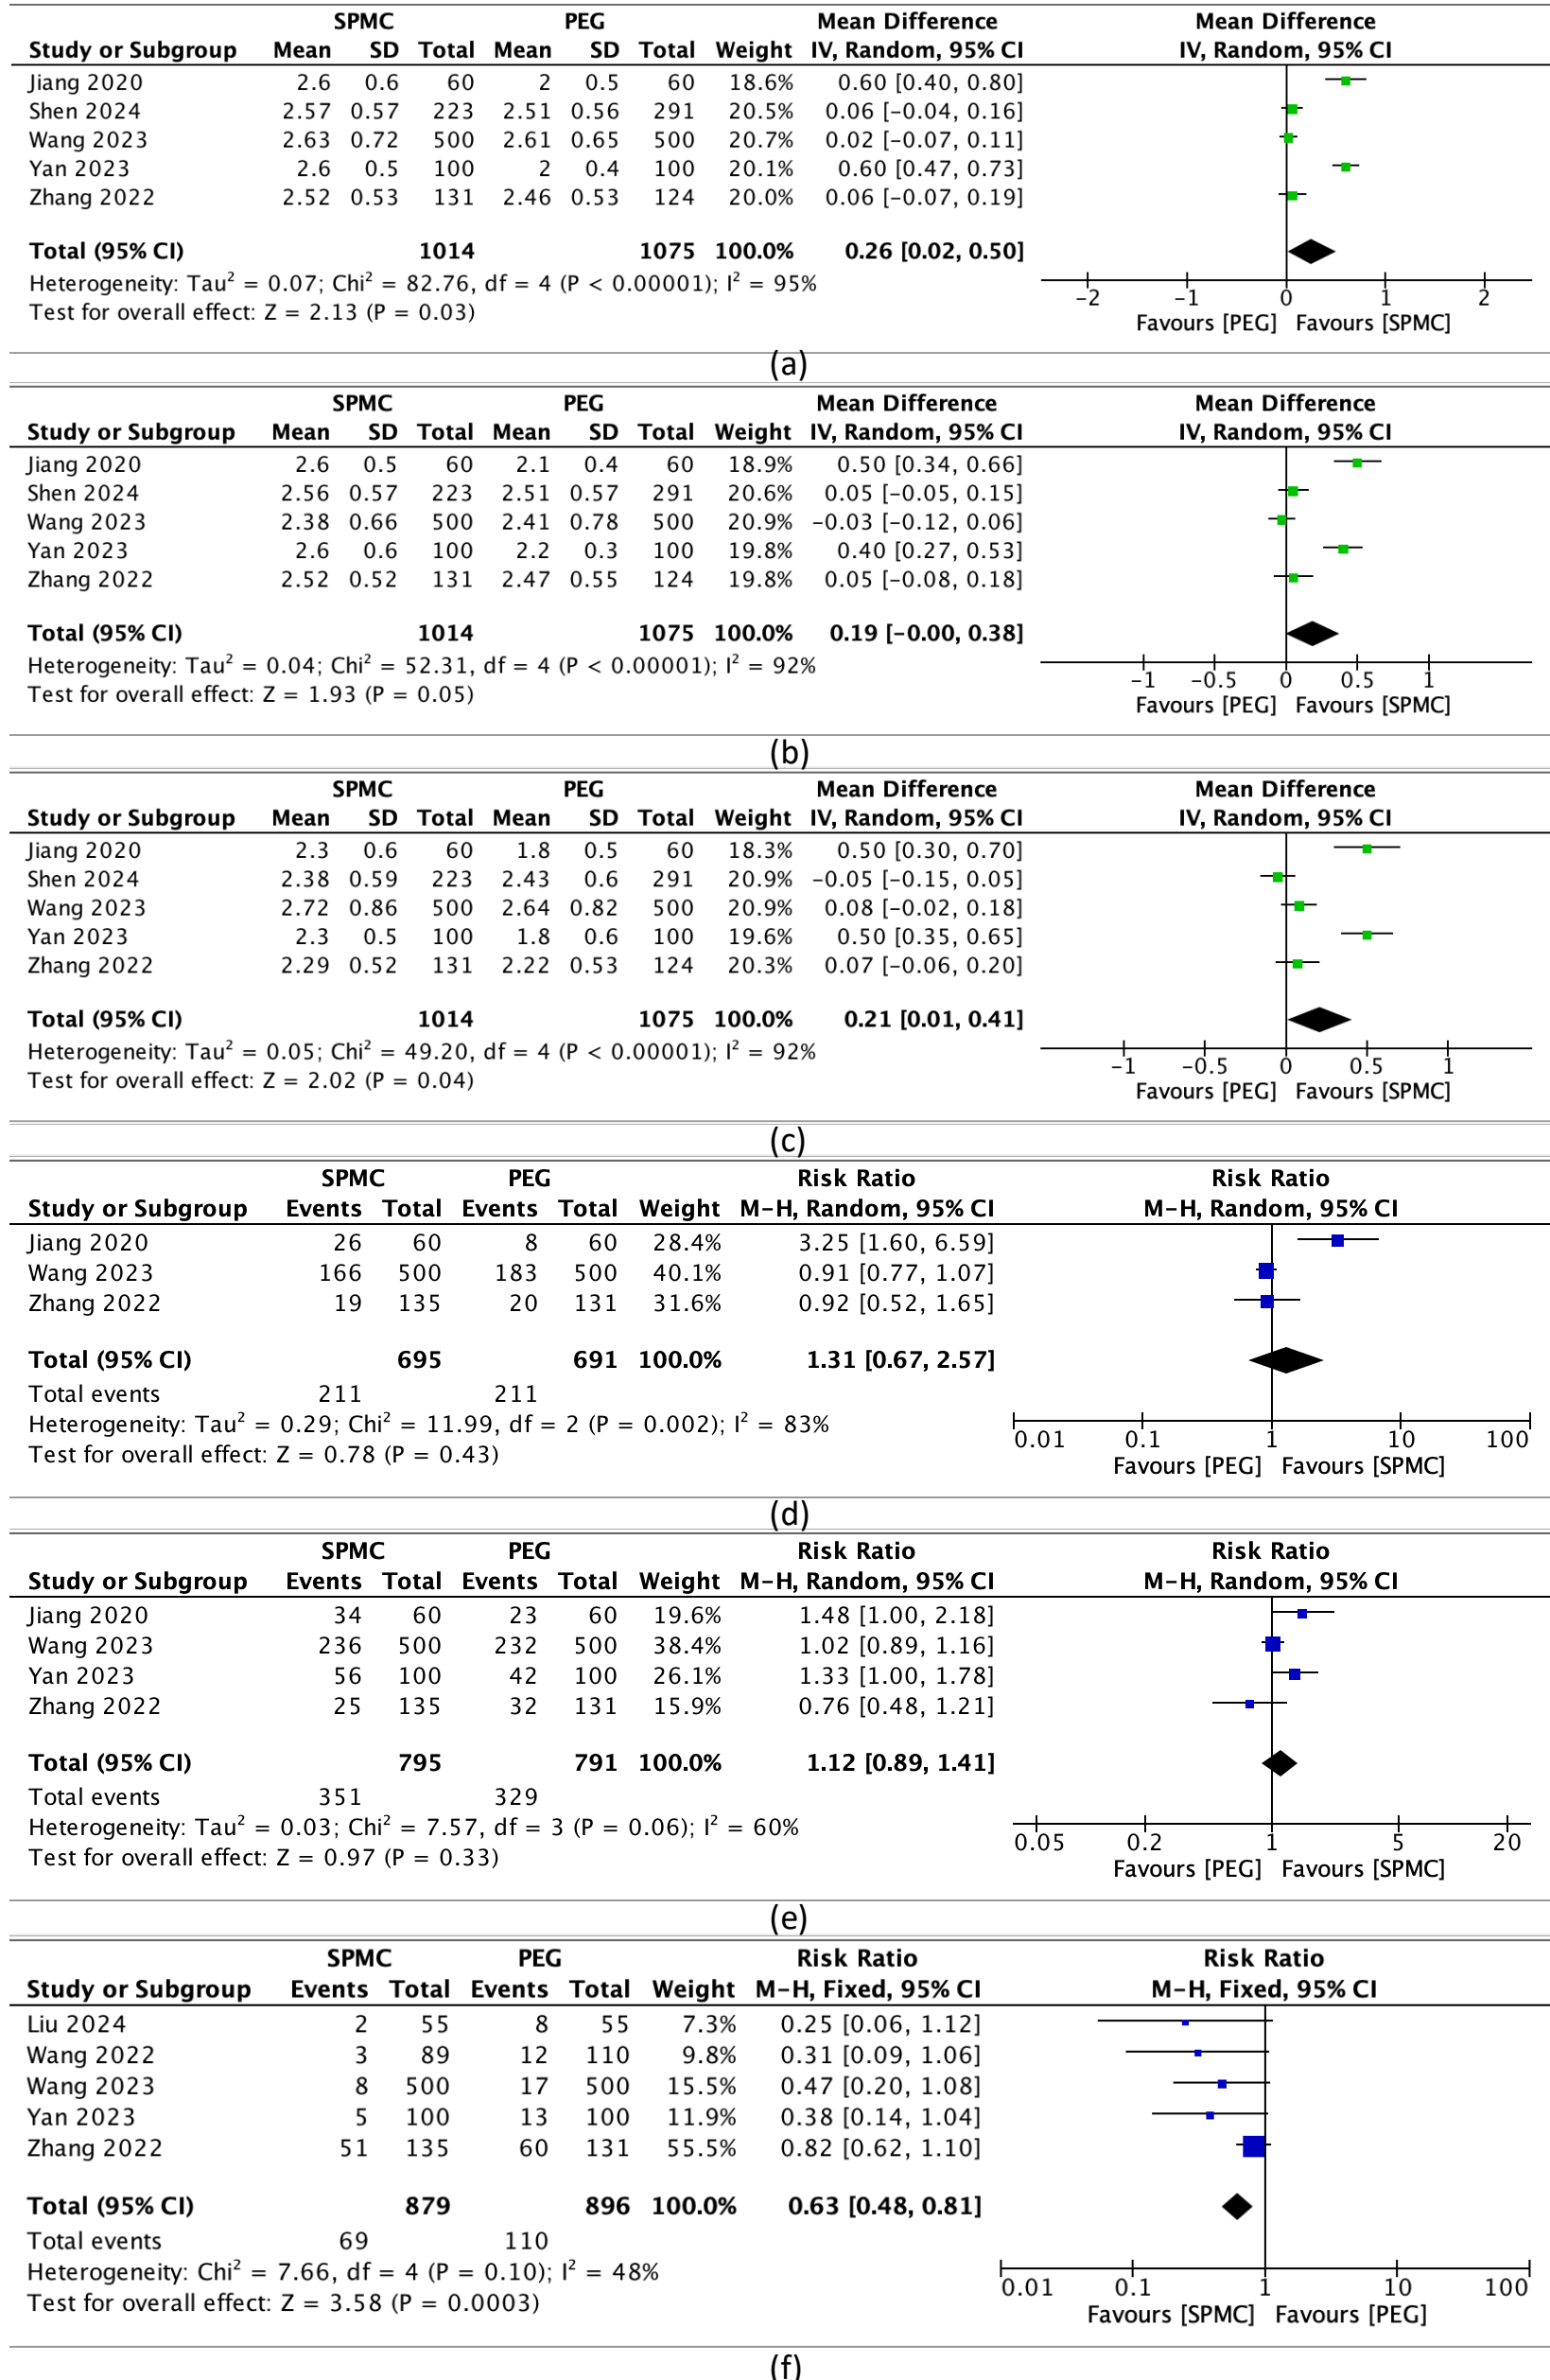 SPMC PEG Mean Difference Mean Difference
Study or Subgroup Mean SD Total Mean SD Total Weight IV, Random, 95% CI IV, Random, 95% CI
Jiang 2020 2.6 0.6 60 2 0.5 60 18.6% 0.60 [0.40, 0.80]
Shen 2024 2.57 0.57 223 2.51 0.56 291 20.5% 0.06 [−0.04, 0.16]
Wang 2023 2.63 0.72 500 2.61 0.65 500 20.7% 0.02 [−0.07, 0.11]
Yan 2023 2.6 0.5 100 2 0.4 100 20.1% 0.60 [0.47, 0.73]
Zhang 2022 2.52 0.53 131 2.46 0.53 124 20.0% 0.06 [−0.07, 0.19]
Total (95% CI) 1014 1075 100.0% 0.26 [0.02, 0.50]
Heterogeneity: Tau² = 0.07; Chi² = 82.76, df = 4 (P < 0.00001); I² = 95%
Test for overall effect: Z = 2.13 (P = 0.03)
−2 −1 0 1 2
Favours [PEG] Favours [SPMC]
(a)
SPMC PEG Mean Difference Mean Difference
Study or Subgroup Mean SD Total Mean SD Total Weight IV, Random, 95% CI IV, Random, 95% CI
Jiang 2020 2.6 0.5 60 2.1 0.4 60 18.9% 0.50 [0.34, 0.66]
Shen 2024 2.56 0.57 223 2.51 0.57 291 20.6% 0.05 [−0.05, 0.15]
Wang 2023 2.38 0.66 500 2.41 0.78 500 20.9% −0.03 [−0.12, 0.06]
Yan 2023 2.6 0.6 100 2.2 0.3 100 19.8% 0.40 [0.27, 0.53]
Zhang 2022 2.52 0.52 131 2.47 0.55 124 19.8% 0.05 [−0.08, 0.18]
Total (95% CI) 1014 1075 100.0% 0.19 [−0.00, 0.38]
Heterogeneity: Tau² = 0.04; Chi² = 52.31, df = 4 (P < 0.00001); I² = 92%
Test for overall effect: Z = 1.93 (P = 0.05)
−1 −0.5 0 0.5 1
Favours [PEG] Favours [SPMC]
(b)
SPMC PEG Mean Difference Mean Difference
Study or Subgroup Mean SD Total Mean SD Total Weight IV, Random, 95% CI IV, Random, 95% CI
Jiang 2020 2.3 0.6 60 1.8 0.5 60 18.3% 0.50 [0.30, 0.70]
Shen 2024 2.38 0.59 223 2.43 0.6 291 20.9% −0.05 [−0.15, 0.05]
Wang 2023 2.72 0.86 500 2.64 0.82 500 20.9% 0.08 [−0.02, 0.18]
Yan 2023 2.3 0.5 100 1.8 0.6 100 19.6% 0.50 [0.35, 0.65]
Zhang 2022 2.29 0.52 131 2.22 0.53 124 20.3% 0.07 [−0.06, 0.20]
Total (95% CI) 1014 1075 100.0% 0.21 [0.01, 0.41]
Heterogeneity: Tau² = 0.05; Chi² = 49.20, df = 4 (P < 0.00001); I² = 92%
Test for overall effect: Z = 2.02 (P = 0.04)
−1 −0.5 0 0.5 1
Favours [PEG] Favours [SPMC]
(c)
SPMC PEG Risk Ratio Risk Ratio
Study or Subgroup Events Total Events Total Weight M−H, Random, 95% CI M−H, Random, 95% CI
Jiang 2020 26 60 8 60 28.4% 3.25 [1.60, 6.59]
Wang 2023 166 500 183 500 40.1% 0.91 [0.77, 1.07]
Zhang 2022 19 135 20 131 31.6% 0.92 [0.52, 1.65]
Total (95% CI) 695 691 100.0% 1.31 [0.67, 2.57]
Total events 211 211
Heterogeneity: Tau² = 0.29; Chi² = 11.99, df = 2 (P = 0.002); I² = 83%
Test for overall effect: Z = 0.78 (P = 0.43)
0.01 0.1 1 10 100
Favours [PEG] Favours [SPMC]
(d)
SPMC PEG Risk Ratio Risk Ratio
Study or Subgroup Events Total Events Total Weight M−H, Random, 95% CI M−H, Random, 95% CI
Jiang 2020 34 60 23 60 19.6% 1.48 [1.00, 2.18]
Wang 2023 236 500 232 500 38.4% 1.02 [0.89, 1.16]
Yan 2023 56 100 42 100 26.1% 1.33 [1.00, 1.78]
Zhang 2022 25 135 32 131 15.9% 0.76 [0.48, 1.21]
Total (95% CI) 795 791 100.0% 1.12 [0.89, 1.41]
Total events 351 329
Heterogeneity: Tau² = 0.03; Chi² = 7.57, df = 3 (P = 0.06); I² = 60%
Test for overall effect: Z = 0.97 (P = 0.33)
0.05 0.2 1 5 20
Favours [PEG] Favours [SPMC]
(e)
SPMC PEG Risk Ratio Risk Ratio
Study or Subgroup Events Total Events Total Weight M−H, Fixed, 95% CI M−H, Fixed, 95% CI
Liu 2024 2 55 8 55 7.3% 0.25 [0.06, 1.12]
Wang 2022 3 89 12 110 9.8% 0.31 [0.09, 1.06]
Wang 2023 8 500 17 500 15.5% 0.47 [0.20, 1.08]
Yan 2023 5 100 13 100 11.9% 0.38 [0.14, 1.04]
Zhang 2022 51 135 60 131 55.5% 0.82 [0.62, 1.10]
Total (95% CI) 879 896 100.0% 0.63 [0.48, 0.81]
Total events 69 110
Heterogeneity: Chi² = 7.66, df = 4 (P = 0.10); I² = 48%
Test for overall effect: Z = 3.58 (P = 0.0003)
0.01 0.1 1 10 100
Favours [SPMC] Favours [PEG]
(f)